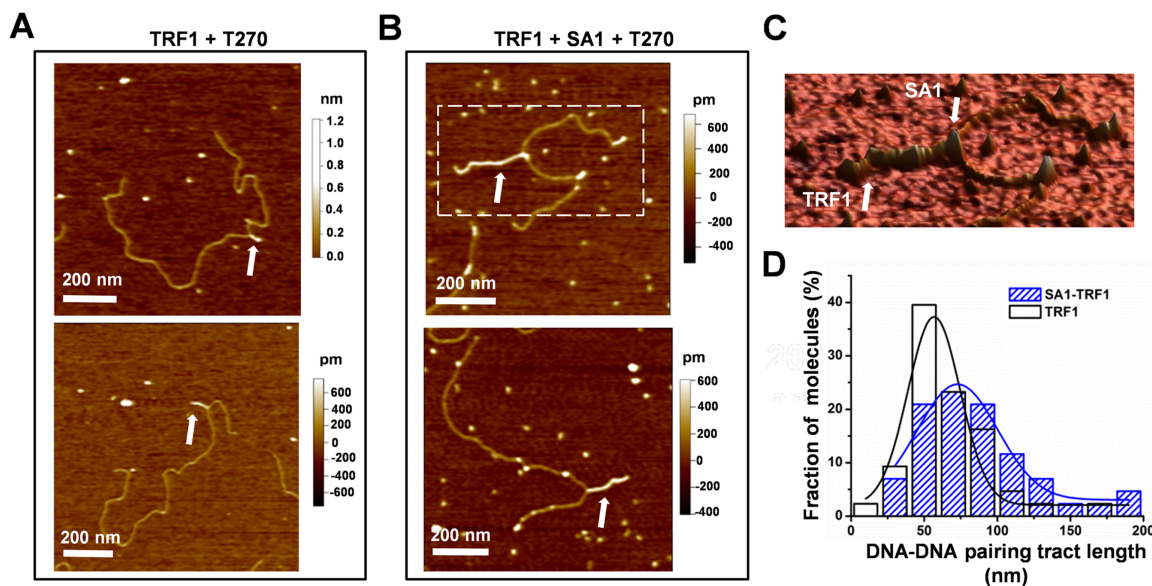 A
TRF1 + T270
nm
1.2
1.0
0.8
0.6
0.4
0.2
0.0
200 nm
pm
600
400
200
0
-200
-400
-600
200 nm
B
TRF1 + SA1 + T270
pm
600
400
200
0
-200
-400
200 nm
pm
600
400
200
0
-200
-400
200 nm
C
SA1
TRF1
D
Fraction of molecules (%)
40
30
20
10
0
SA1-TRF1
TRF1
0
50
100
150
200
DNA-DNA pairing tract length
(nm)